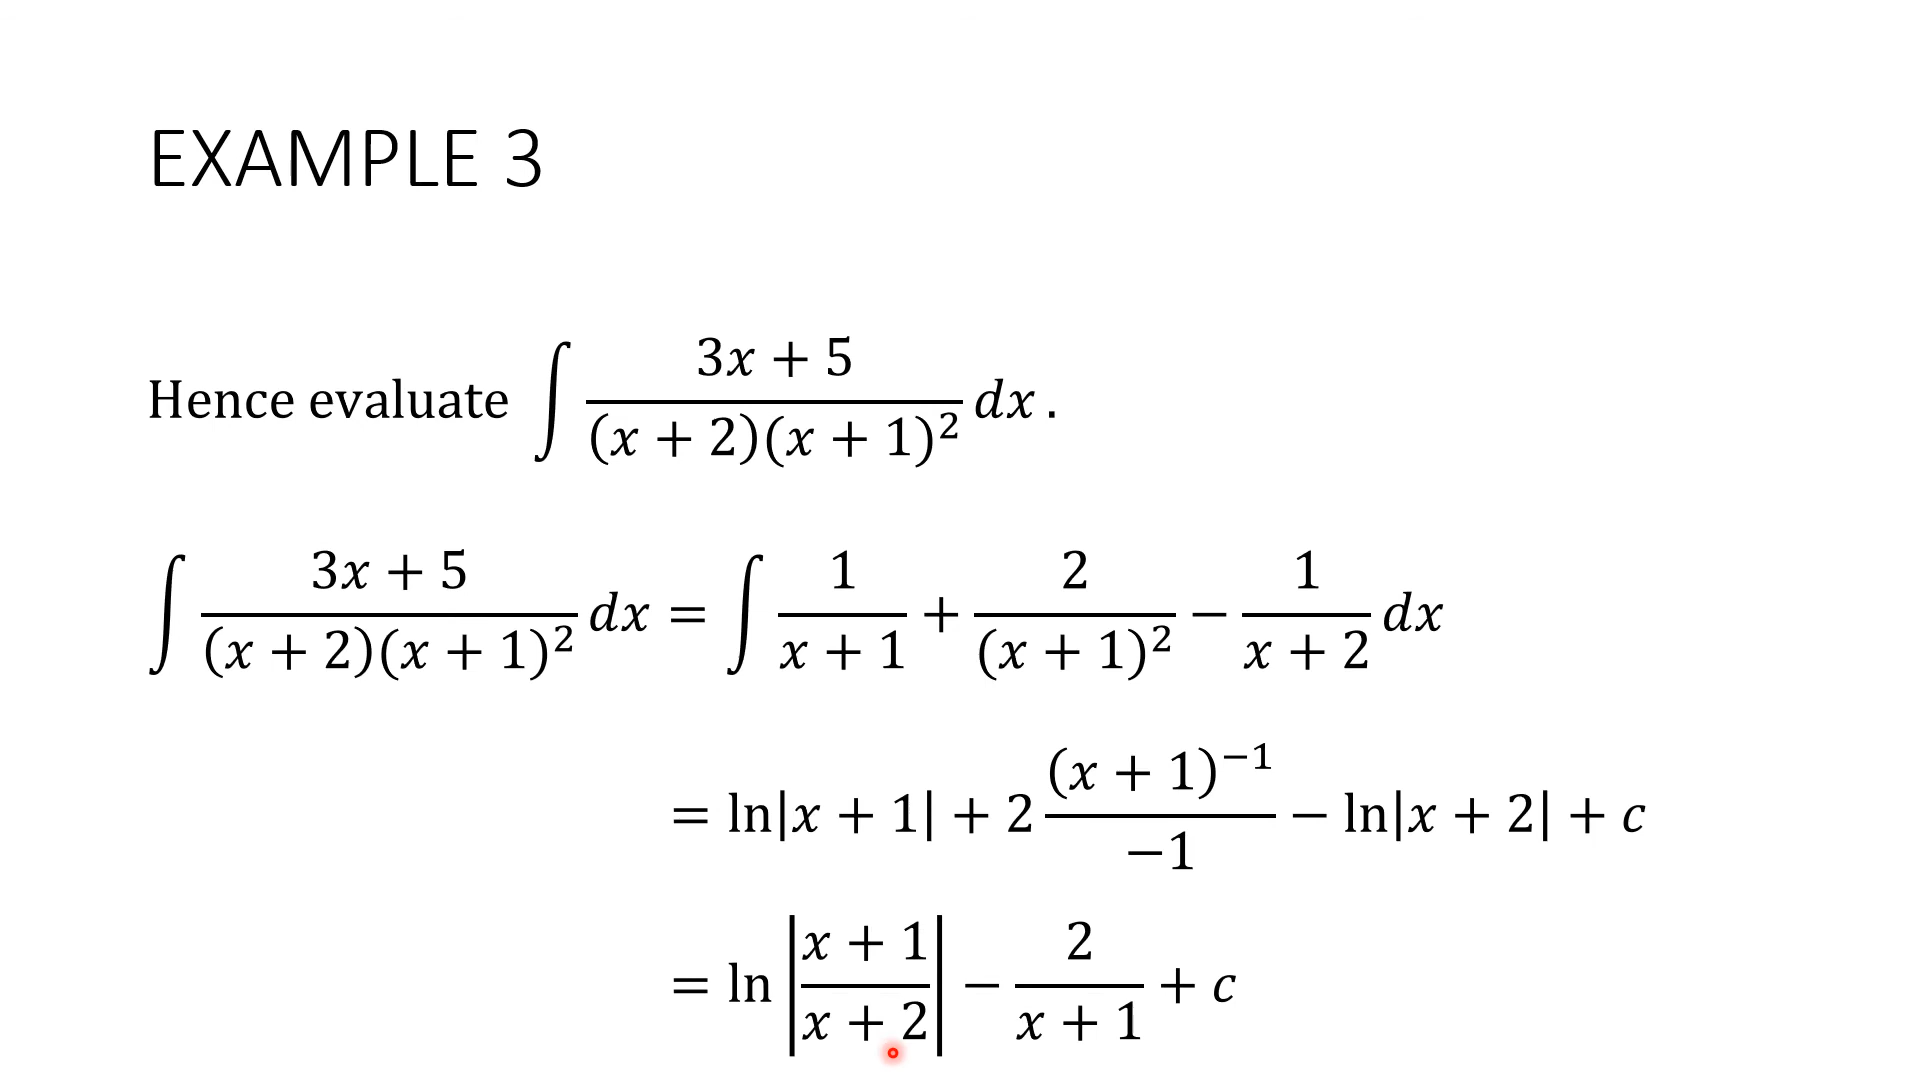 EXAMPLE 3
Hence evaluate ∫ (3x + 5)/((x + 2)(x + 1)²) dx .
∫ (3x + 5)/((x + 2)(x + 1)²) dx = ∫ 1/(x + 1) + 2/(x + 1)² − 1/(x + 2) dx
= ln|x + 1| + 2 (x + 1)⁻¹/−1 − ln|x + 2| + c
= ln |(x + 1)/(x + 2)| − 2/(x + 1) + c